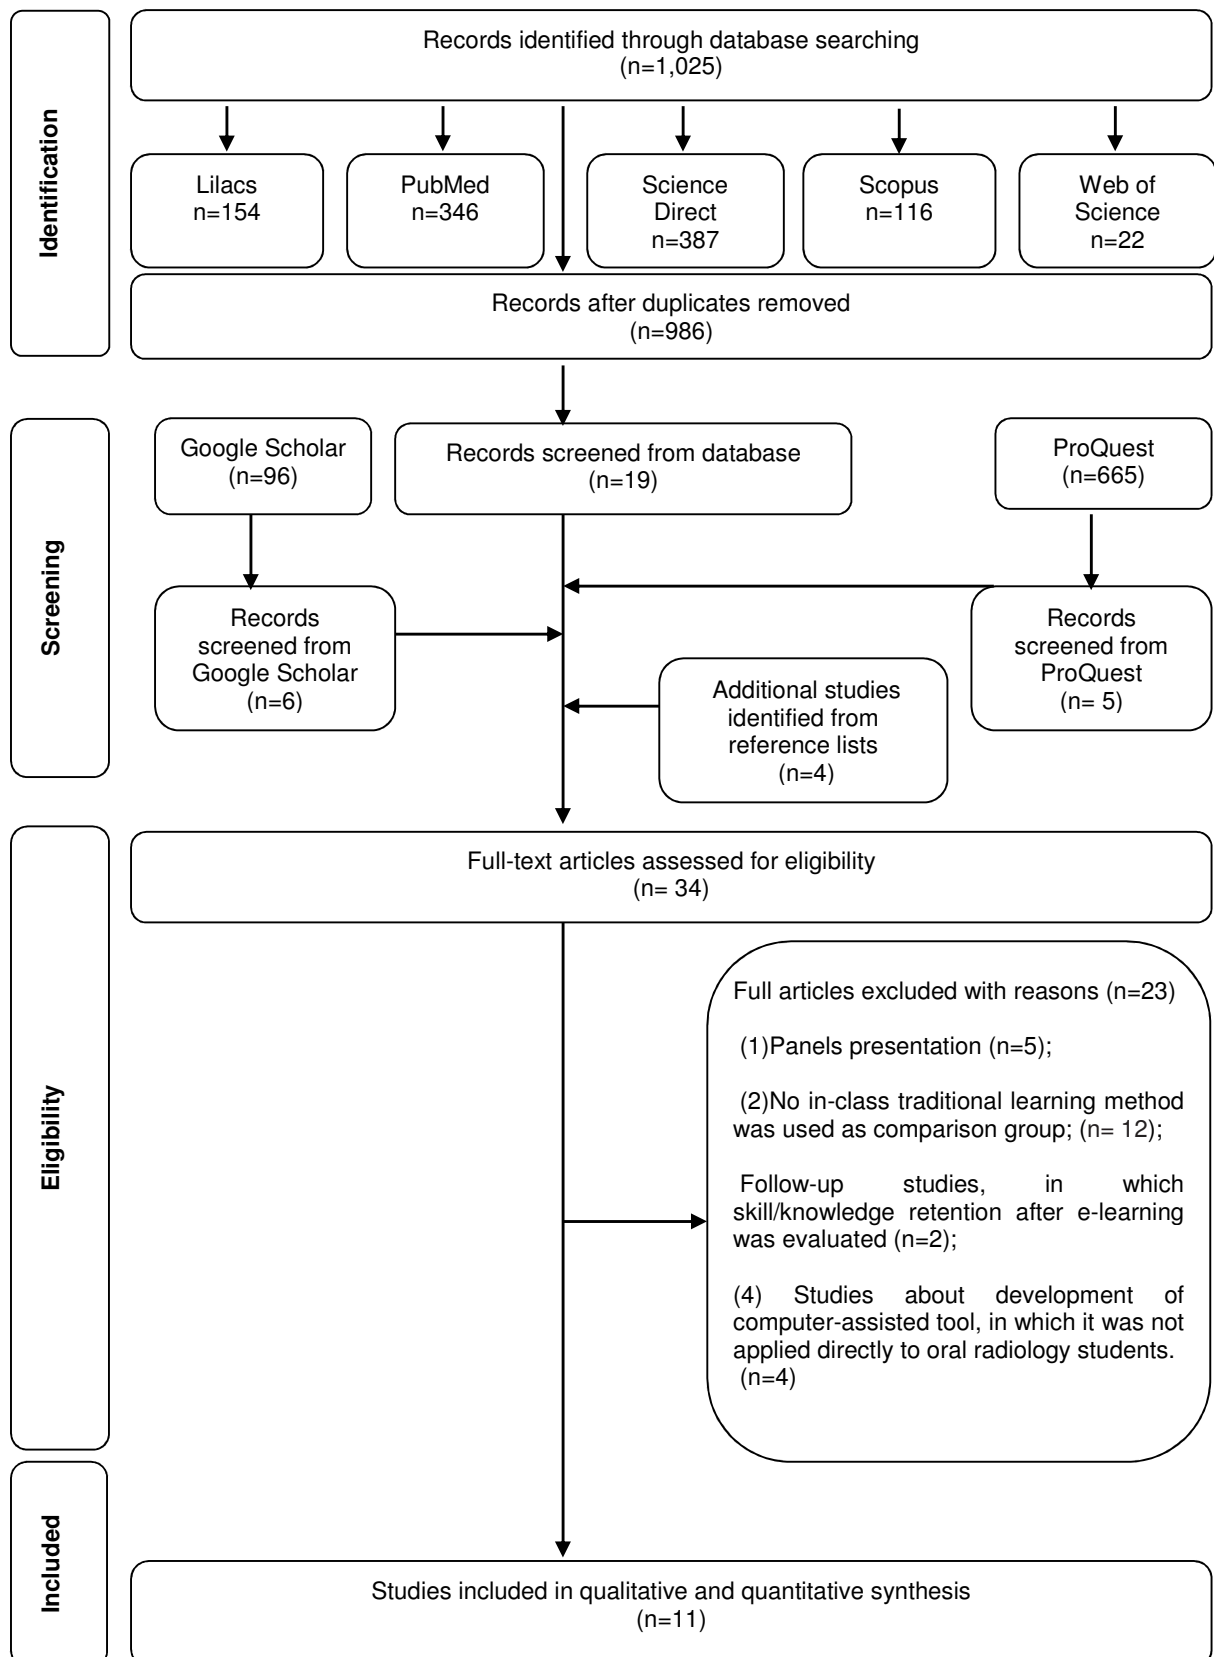 Identification
Records identified through database searching
(n=1,025)
Lilacs
n=154
PubMed
n=346
Science
Direct
n=387
Scopus
n=116
Web of
Science
n=22
Records after duplicates removed
(n=986)
Screening
Google Scholar
(n=96)
Records screened from database
(n=19)
ProQuest
(n=665)
Records
screened from
Google Scholar
(n=6)
Records
screened from
ProQuest
(n= 5)
Additional studies
identified from
reference lists
(n=4)
Eligibility
Full-text articles assessed for eligibility
(n= 34)
Full articles excluded with reasons (n=23)
(1)Panels presentation (n=5);
(2)No in-class traditional learning method
was used as comparison group; (n= 12);
Follow-up studies, in which
skill/knowledge retention after e-learning
was evaluated (n=2);
(4) Studies about development of
computer-assisted tool, in which it was not
applied directly to oral radiology students.
(n=4)
Included
Studies included in qualitative and quantitative synthesis
(n=11)